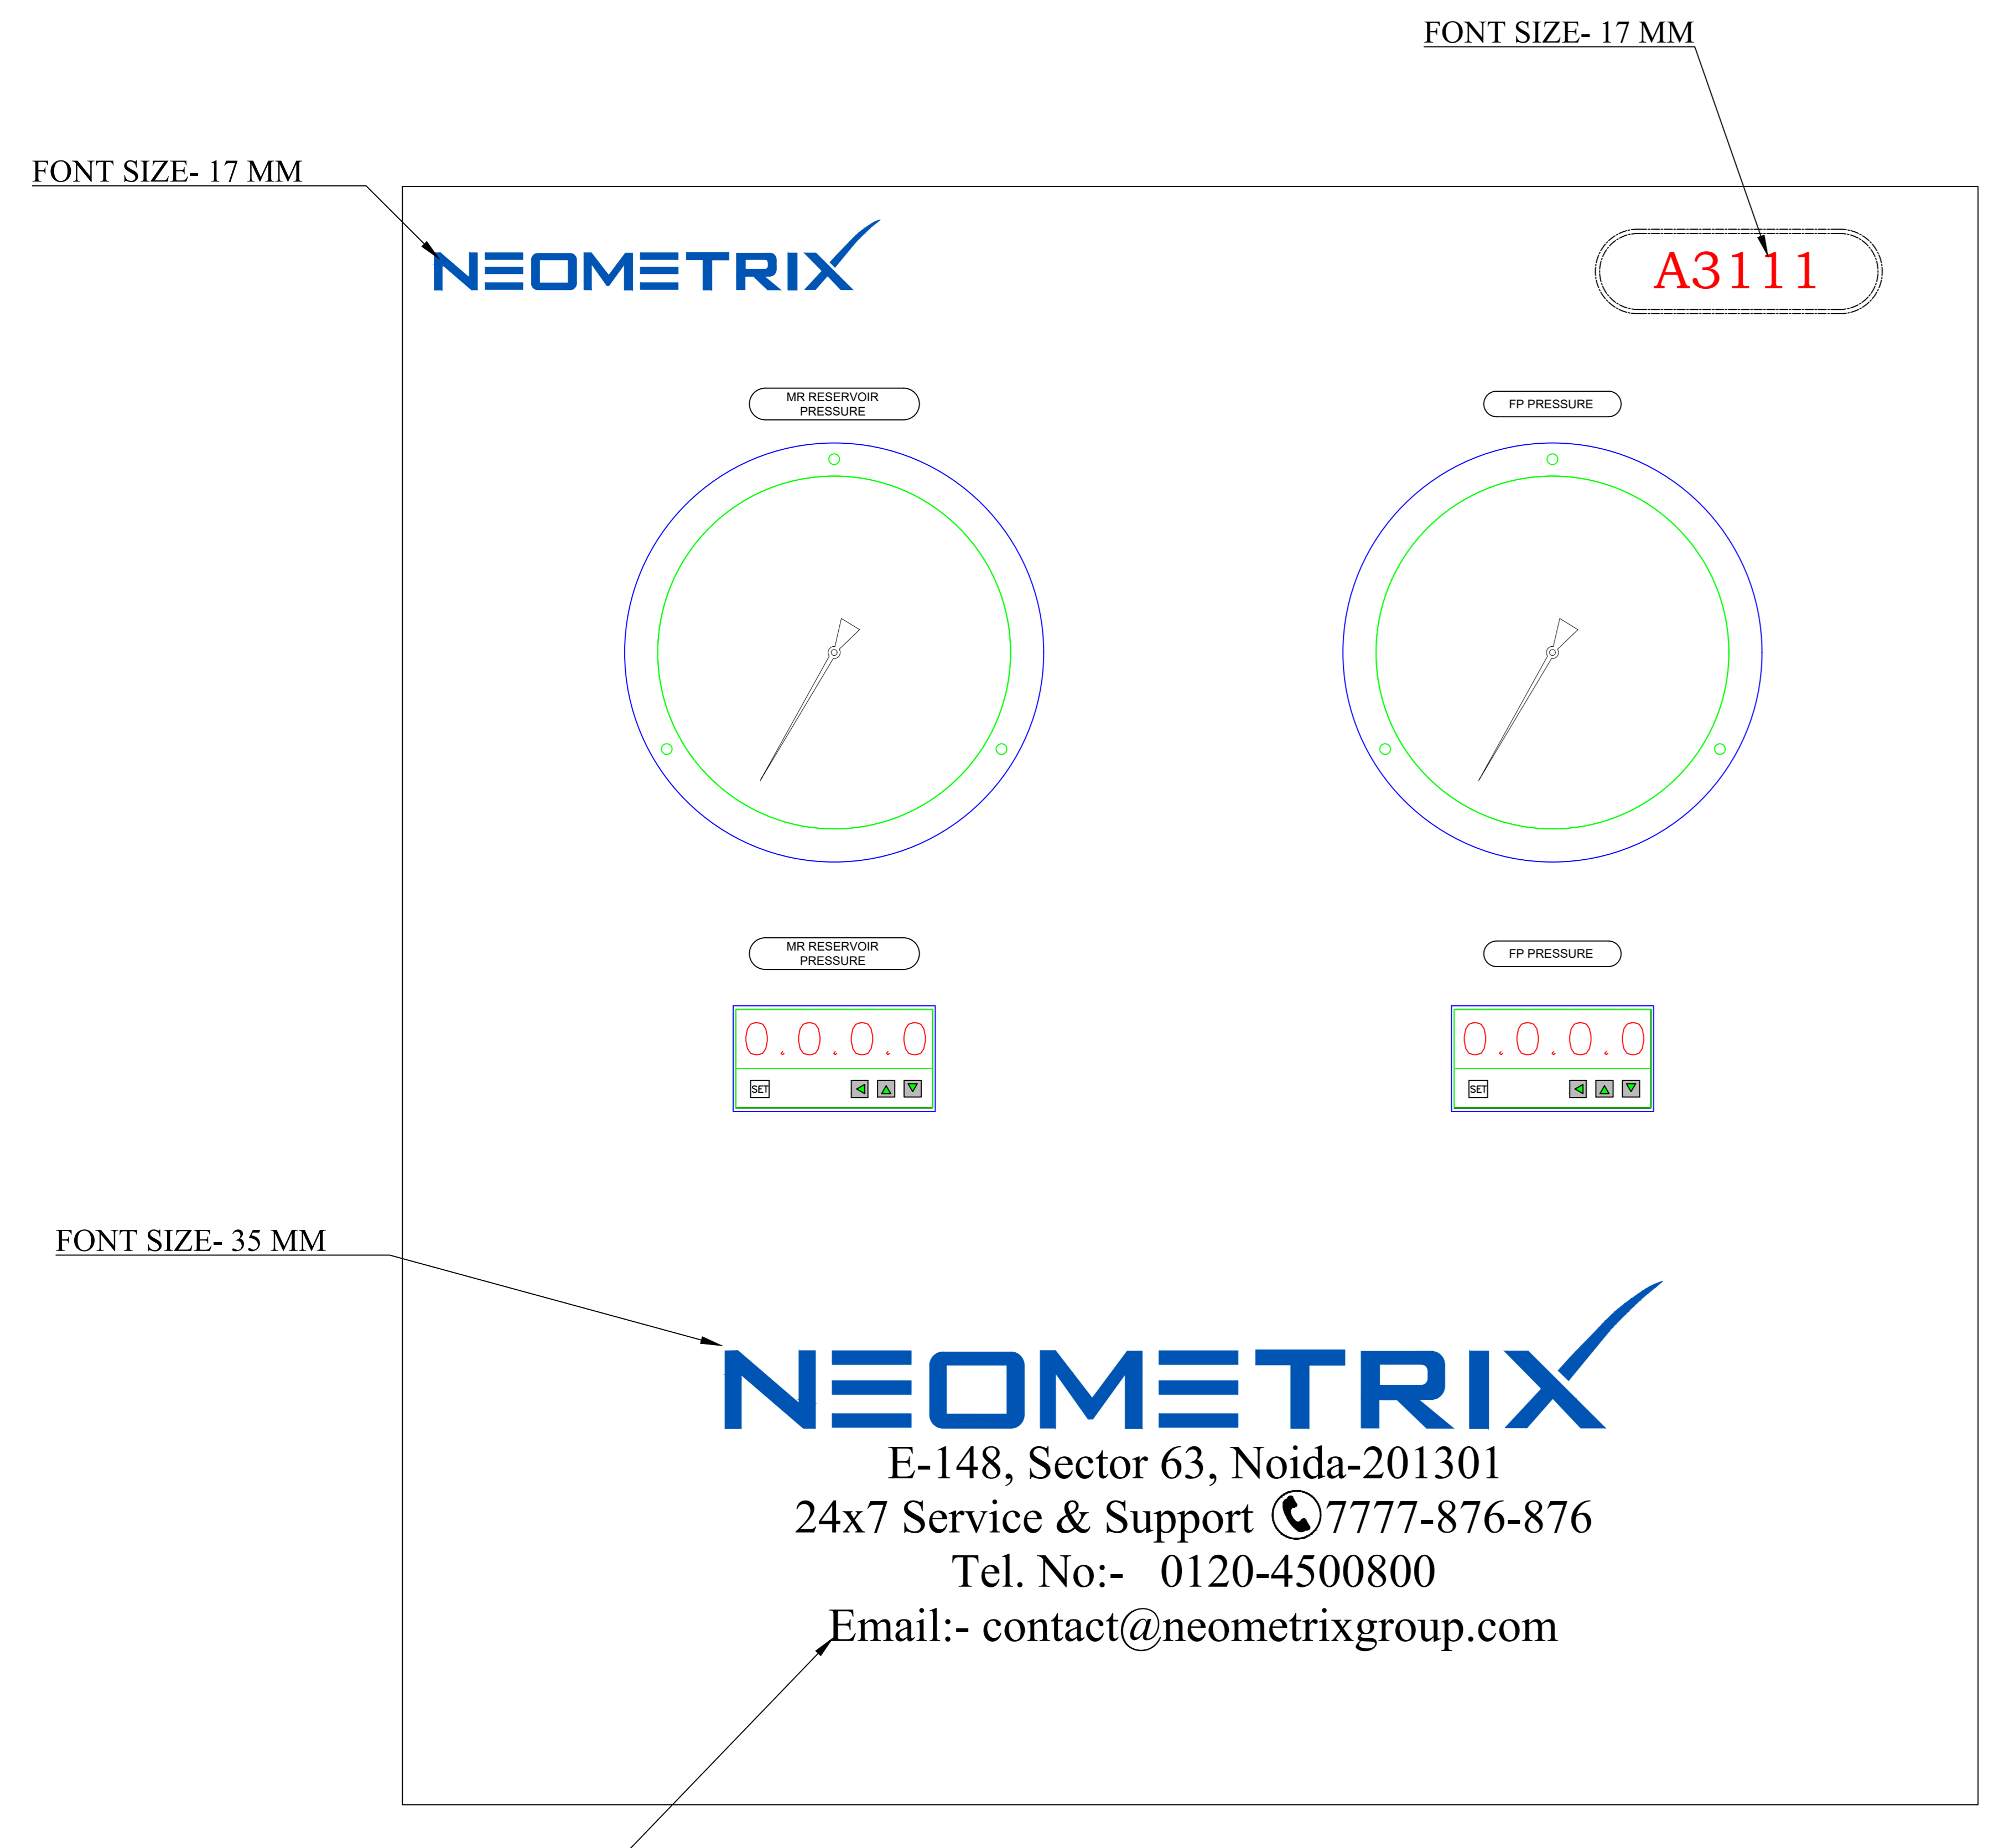 FONT SIZE- 17 MM
FONT SIZE- 17 MM
NEOMETRIX
A3111
MR RESERVOIR
PRESSURE
FP PRESSURE
MR RESERVOIR
PRESSURE
FP PRESSURE
0.0.0.0
SET
0.0.0.0
SET
FONT SIZE- 35 MM
NEOMETRIX
E-148, Sector 63, Noida-201301
24x7 Service & Support 7777-876-876
Tel. No:- 0120-4500800
Email:- contact@neometrixgroup.com